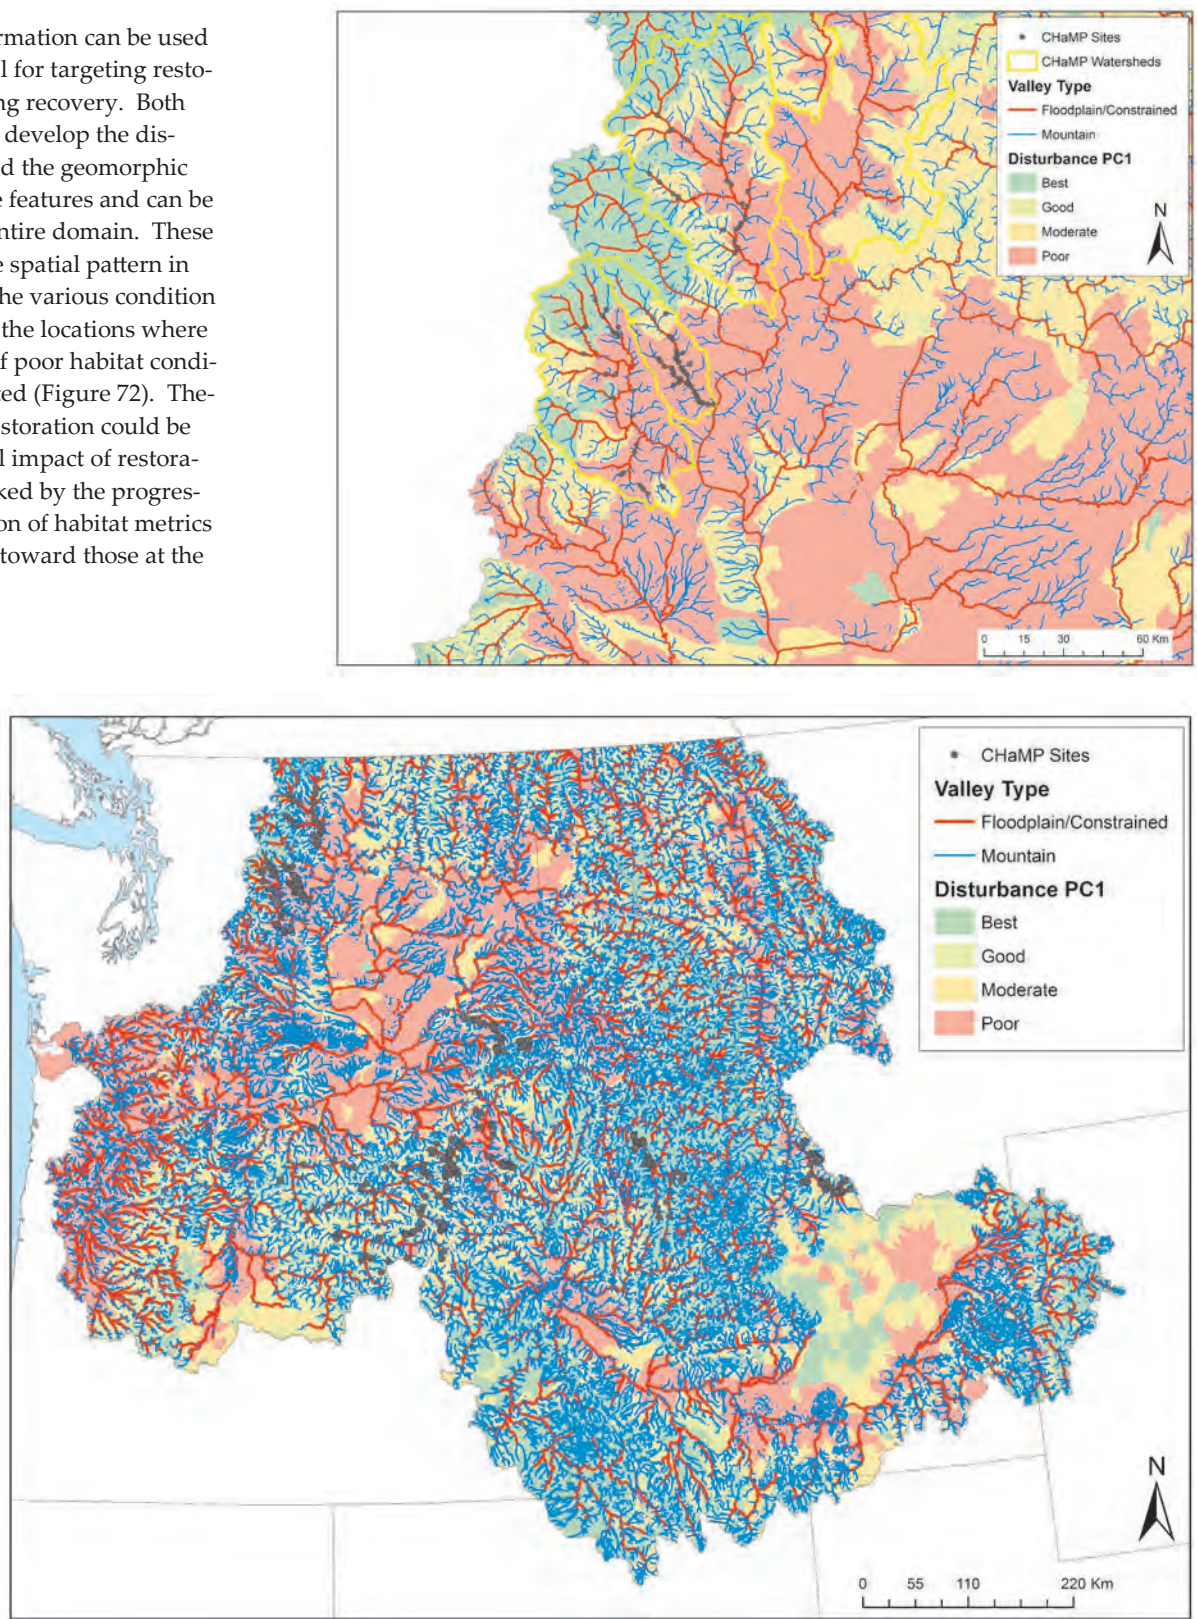 rmation can be used
l for targeting resto-
ng recovery. Both
develop the dis-
d the geomorphic
e features and can be
ntire domain. These
e spatial pattern in
he various condition
the locations where
f poor habitat condi-
ted (Figure 72). The-
storation could be
l impact of restora-
ked by the progres-
on of habitat metrics
toward those at the
CHaMP Sites
CHaMP Watersheds
Valley Type
Floodplain/Constrained
Mountain
Disturbance PC1
Best
Good
Moderate
Poor
N
0 15 30 60 Km
CHaMP Sites
Valley Type
Floodplain/Constrained
Mountain
Disturbance PC1
Best
Good
Moderate
Poor
N
0 55 110 220 Km